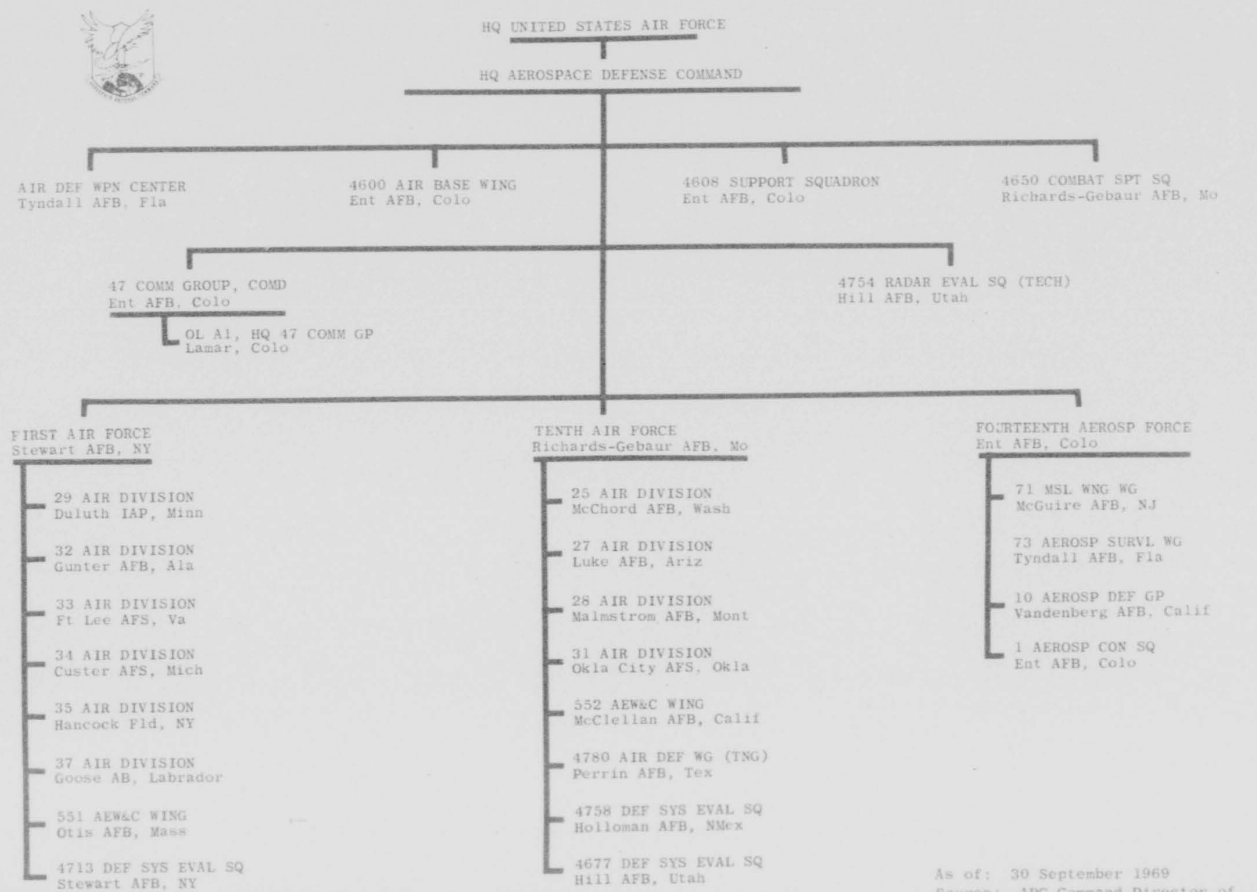 HQ UNITED STATES AIR FORCE
HQ AEROSPACE DEFENSE COMMAND
AIR DEF WPN CENTER
Tyndall AFB, Fla
4600 AIR BASE WING
Ent AFB, Colo
4608 SUPPORT SQUADRON
Ent AFB, Colo
4650 COMBAT SPT SQ
Richards-Gebaur AFB, Mo
47 COMM GROUP, COMD
Ent AFB, Colo
OL A1, HQ 47 COMM GP
Lamar, Colo
4754 RADAR EVAL SQ (TECH)
Hill AFB, Utah
FIRST AIR FORCE
Stewart AFB, NY
29 AIR DIVISION
Duluth IAP, Minn
32 AIR DIVISION
Gunter AFB, Ala
33 AIR DIVISION
Ft Lee AFS, Va
34 AIR DIVISION
Custer AFS, Mich
35 AIR DIVISION
Hancock Fld, NY
37 AIR DIVISION
Goose AB, Labrador
551 AEW&C WING
Otis AFB, Mass
4713 DEF SYS EVAL SQ
Stewart AFB, NY
TENTH AIR FORCE
Richards-Gebaur AFB, Mo
25 AIR DIVISION
McChord AFB, Wash
27 AIR DIVISION
Luke AFB, Ariz
28 AIR DIVISION
Malmstrom AFB, Mont
31 AIR DIVISION
Okla City AFS, Okla
552 AEW&C WING
McClellan AFB, Calif
4780 AIR DEF WG (TNG)
Perrin AFB, Tex
4758 DEF SYS EVAL SQ
Holloman AFB, NMex
4677 DEF SYS EVAL SQ
Hill AFB, Utah
FOURTEENTH AEROSP FORCE
Ent AFB, Colo
71 MSL WNG WG
McGuire AFB, NJ
73 AEROSP SURVL WG
Tyndall AFB, Fla
10 AEROSP DEF GP
Vandenberg AFB, Calif
1 AEROSP CON SQ
Ent AFB, Colo
As of: 30 September 1969
Command Director of